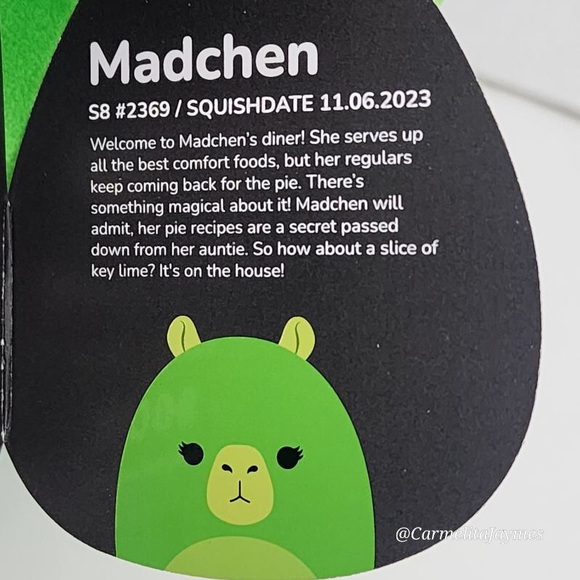 Madchen
S8 #2369 / SQUISHDATE 11.06.2023
Welcome to Madchen's diner! She serves up
all the best comfort foods, but her regulars
keep coming back for the pie. There's
something magical about it! Madchen will
admit, her pie recipes are a secret passed
down from her auntie. So how about a slice of
key lime? It's on the house!
@CarmelitaJaymes